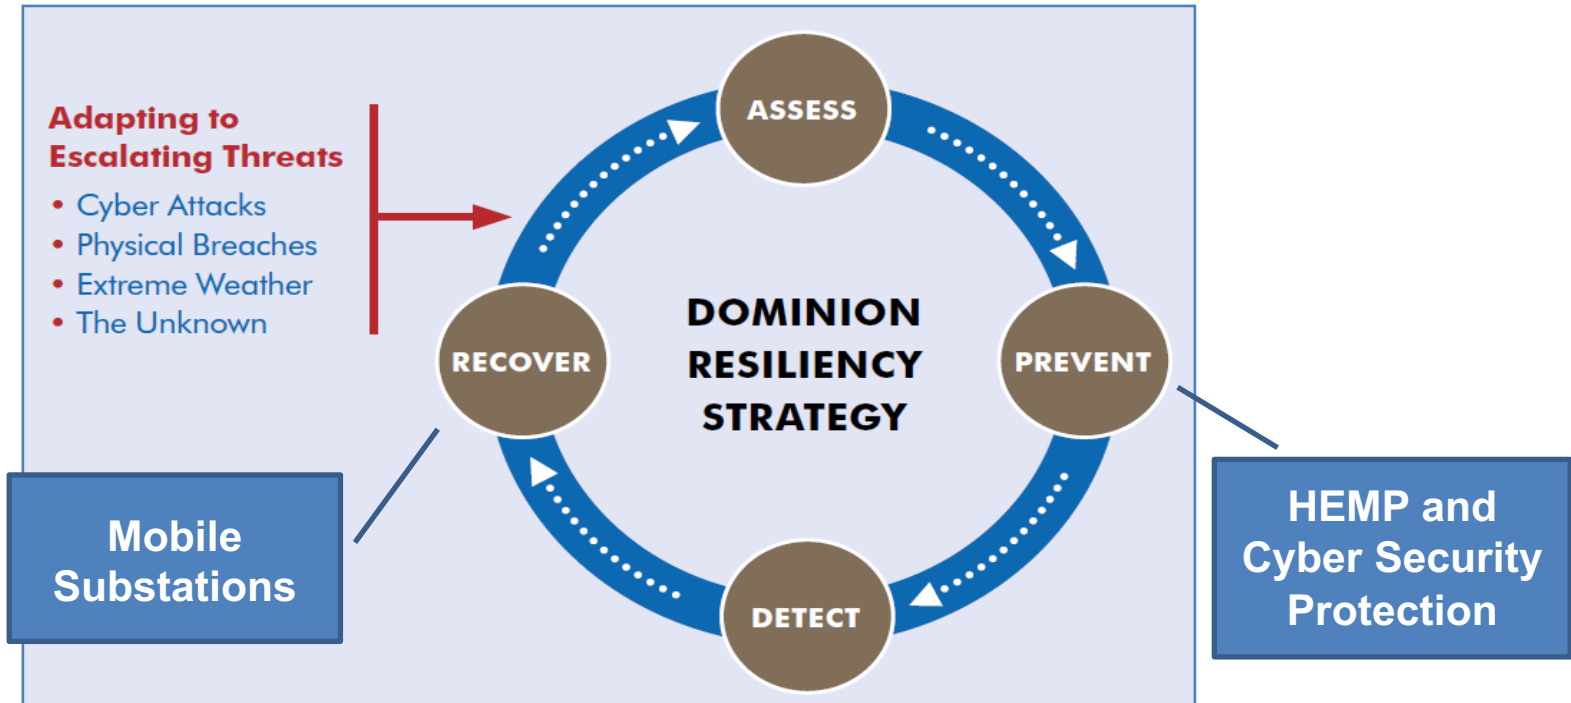 Adapting to
Escalating Threats
• Cyber Attacks
• Physical Breaches
• Extreme Weather
• The Unknown
ASSESS
RECOVER
DOMINION
RESILIENCY
STRATEGY
PREVENT
DETECT
Mobile
Substations
HEMP and
Cyber Security
Protection